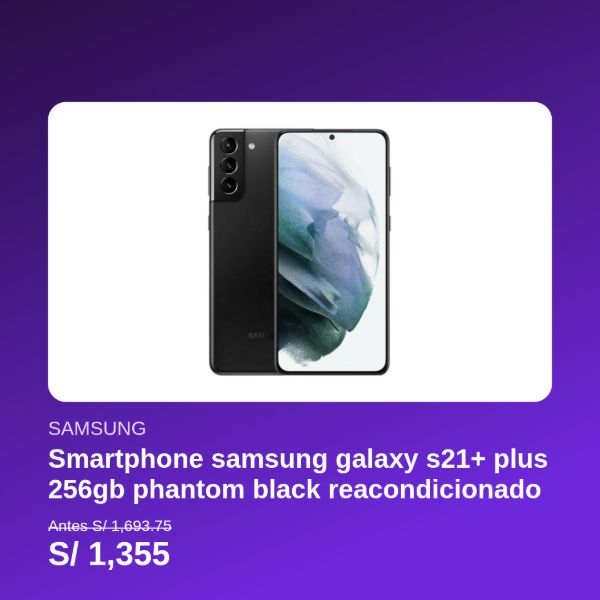 SAMSUNG
Smartphone samsung galaxy s21+ plus
256gb phantom black reacondicionado
Antes S/ 1,693.75
S/ 1,355